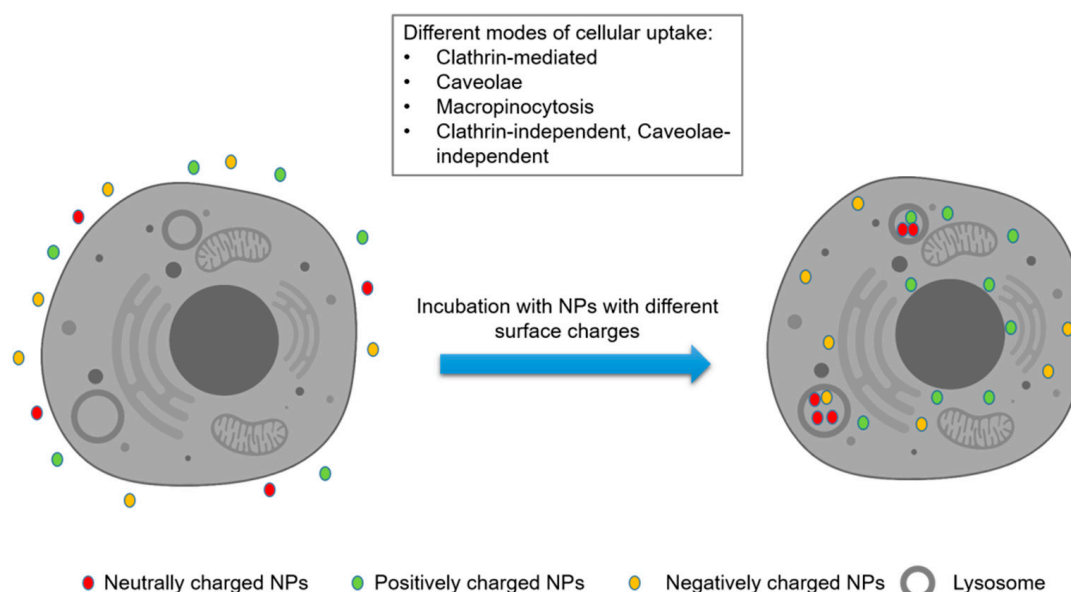 Different modes of cellular uptake:
• Clathrin-mediated
• Caveolae
• Macropinocytosis
• Clathrin-independent, Caveolae-
independent
Incubation with NPs with different
surface charges
Neutrally charged NPs
Positively charged NPs
Negatively charged NPs
Lysosome